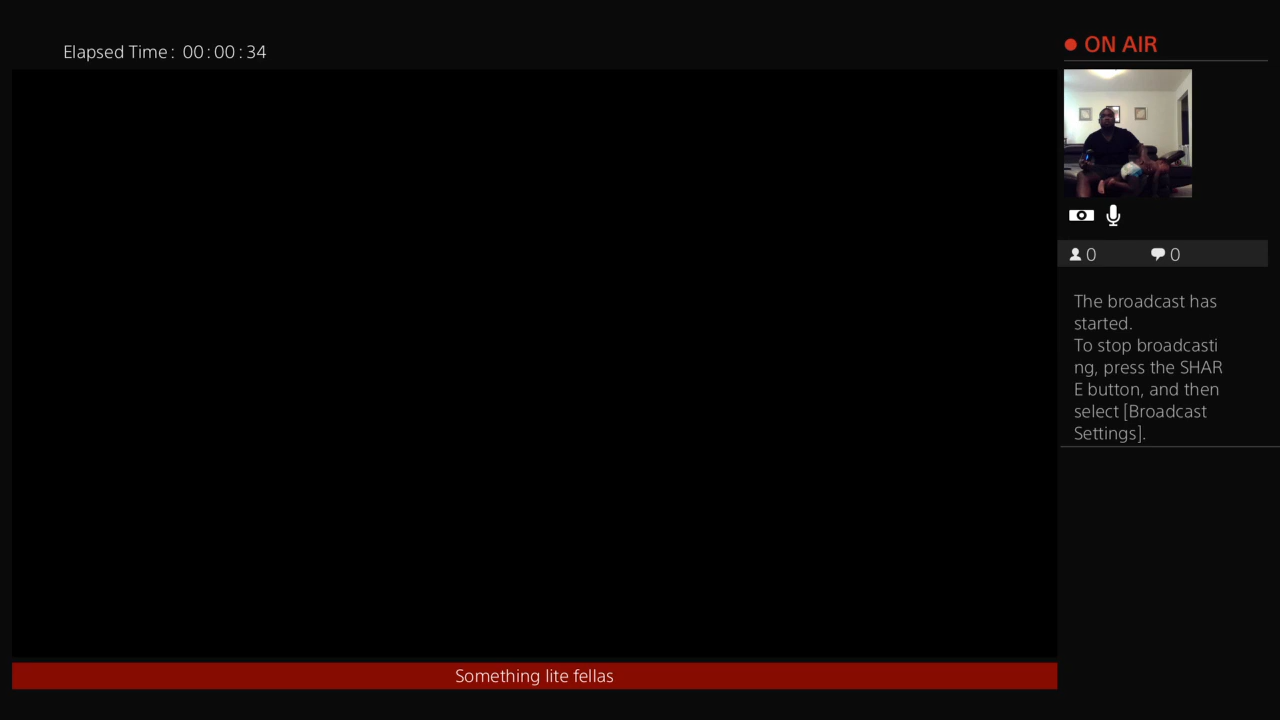 Elapsed Time: 00:00:34
ON AIR
0 0
The broadcast has
started.
To stop broadcasti
ng, press the SHAR
E button, and then
select [Broadcast
Settings].
Something lite fellas